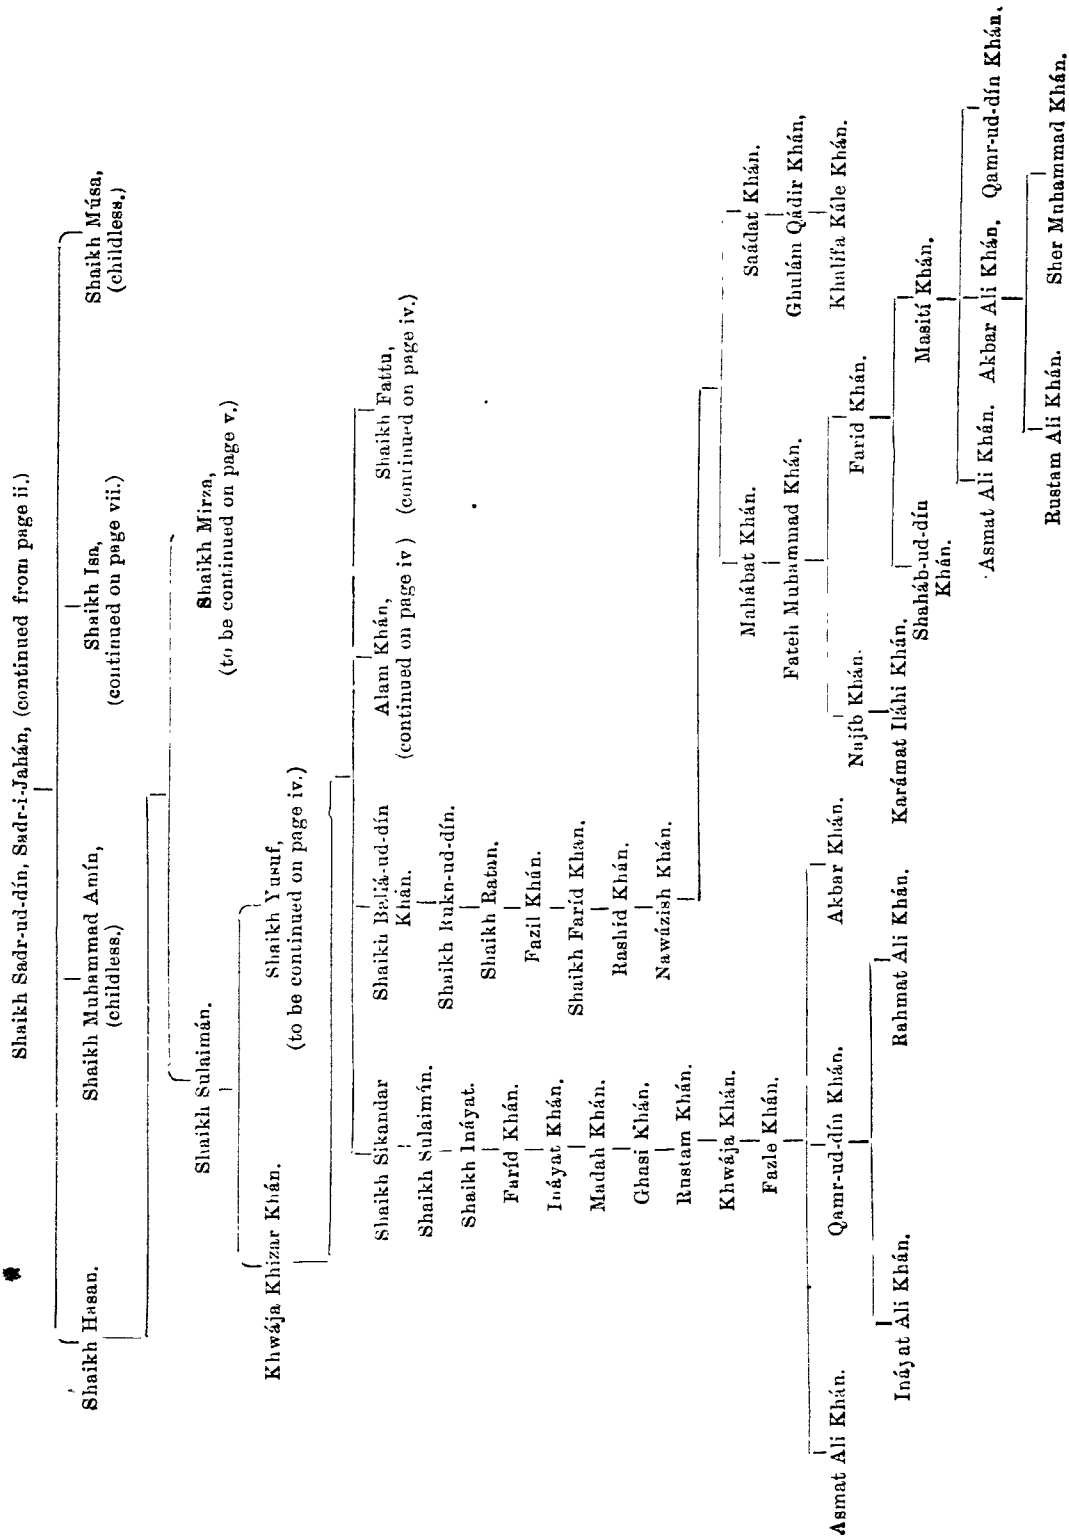 Shaikh Sadr-ud-dín, Sadr-i-Jahán, (continued from page ii.)
Shaikh Hasan.
Shaikh Muhammad Amín,
(childless.)
Shaikh Isa,
(continued on page vii.)
Shaikh Músa,
(childless.)
Shaikh Sulaimán.
Shaikh Mirza,
(to be continued on page v.)
Khwája Khizar Khán.
Shaikh Yusuf,
(to be continued on page iv.)
Shaikh Sikandar
Shaikh Bahá-ud-dín
Khán.
Alam Khán,
(continued on page iv )
Shaikh Fattu,
(continued on page iv.)
Shaikh Sulaimán.
Shaikh Rukn-ud-dín.
Shaikh Ináyat.
Shaikh Ratan.
Faríd Khán.
Fazil Khán.
Ináyat Khán.
Shaikh Faríd Khan.
Madah Khán.
Rashíd Khán.
Ghasi Khán.
Nawázish Khán.
Rustam Khán.
Khwája Khán.
Fazle Khán.
Mahábat Khán.
Saádat Khán.
Fateh Muhammad Khán.
Ghulám Qádir Khán,
Asmat Ali Khán.
Qamr-ud-dín Khán.
Akbar Khán.
Najíb Khán.
Farid Khán.
Khalífa Kále Khán.
Ináyat Ali Khán.
Rahmat Ali Khán.
Karámat Iláhi Khán.
Shaháb-ud-dín
Khán.
Masití Khán.
Asmat Ali Khán.
Akbar Ali Khán.
Qamr-ud-dín Khán.
Rustam Ali Khán.
Sher Muhammad Khán.